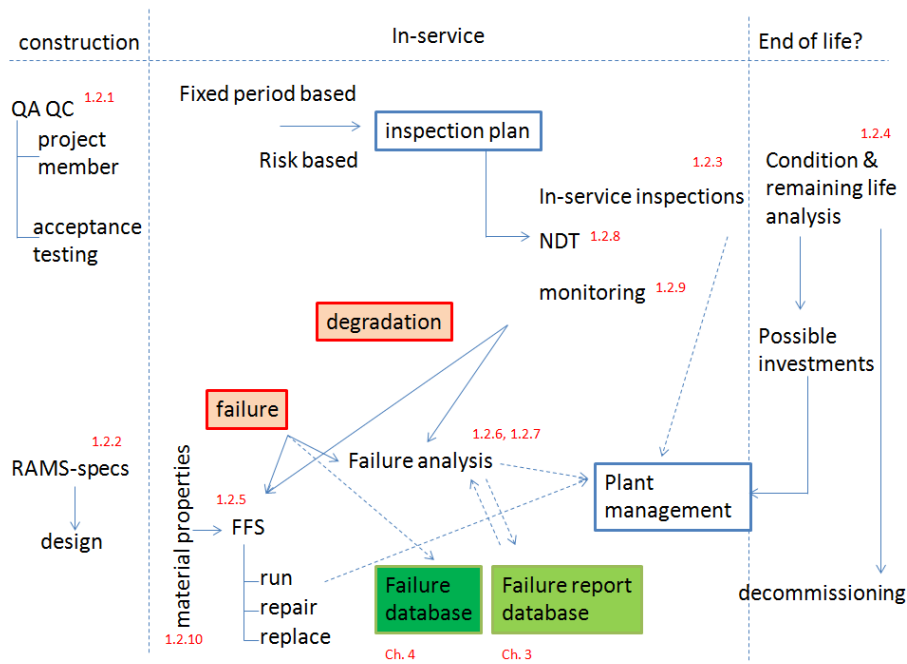 construction
In-service
End of life?
QA QC
1.2.1
project
member
acceptance
testing
1.2.2
RAMS-specs
design
Fixed period based
Risk based
inspection plan
1.2.3
In-service inspections
NDT
1.2.8
monitoring
1.2.9
degradation
failure
1.2.6, 1.2.7
Failure analysis
material properties
1.2.10
1.2.5
FFS
run
repair
replace
Failure
database
Ch. 4
Failure report
database
Ch. 3
Plant
management
1.2.4
Condition &
remaining life
analysis
Possible
investments
decommissioning